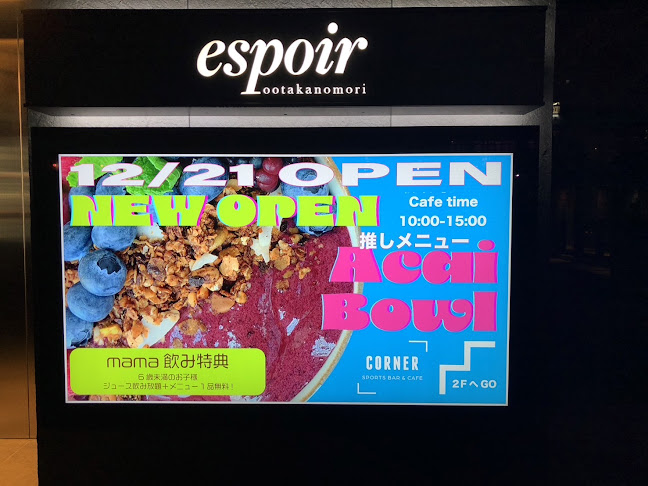 espoir
ootakanomori
12/21 OPEN
NEW OPEN
Cafe time
10:00-15:00
推しメニュー
Acai
Bowl
mama 飲み特典
6歳未満のお子様
ジュース飲み放題+メニュー1品無料!
CORNER
SPORTS BAR & CAFE
2FへGO